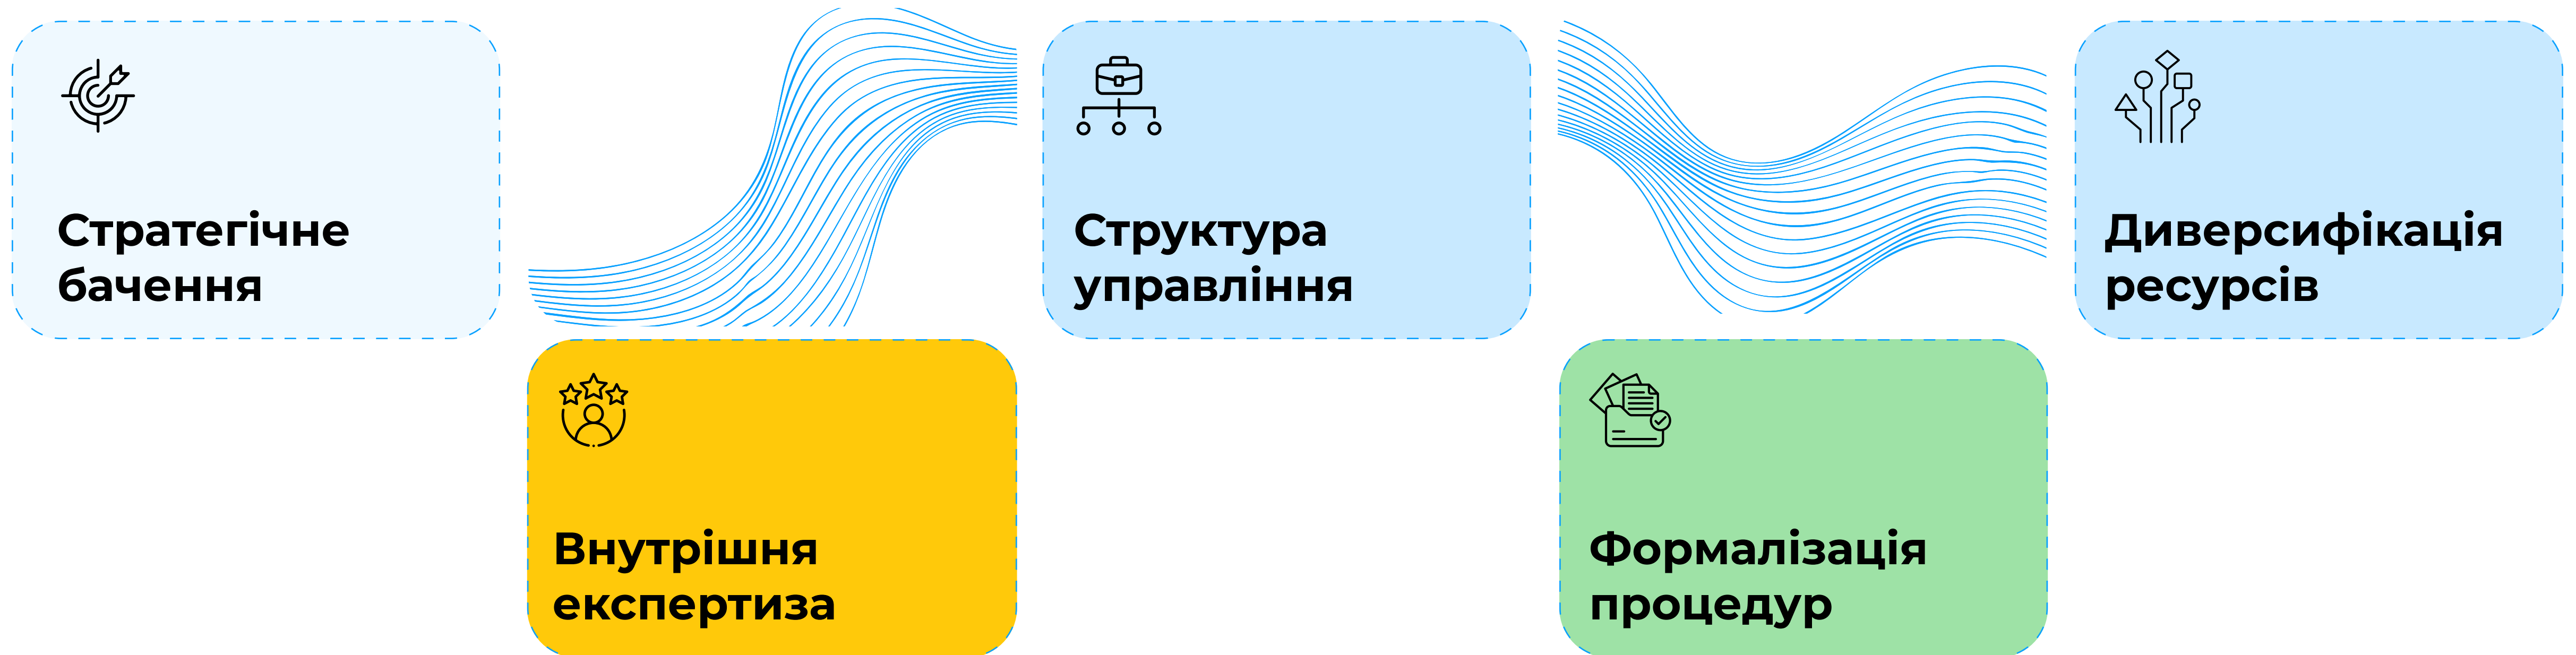 Стратегічне
бачення
Внутрішня
експертиза
Структура
управління
Формалізація
процедур
Диверсифікація
ресурсів